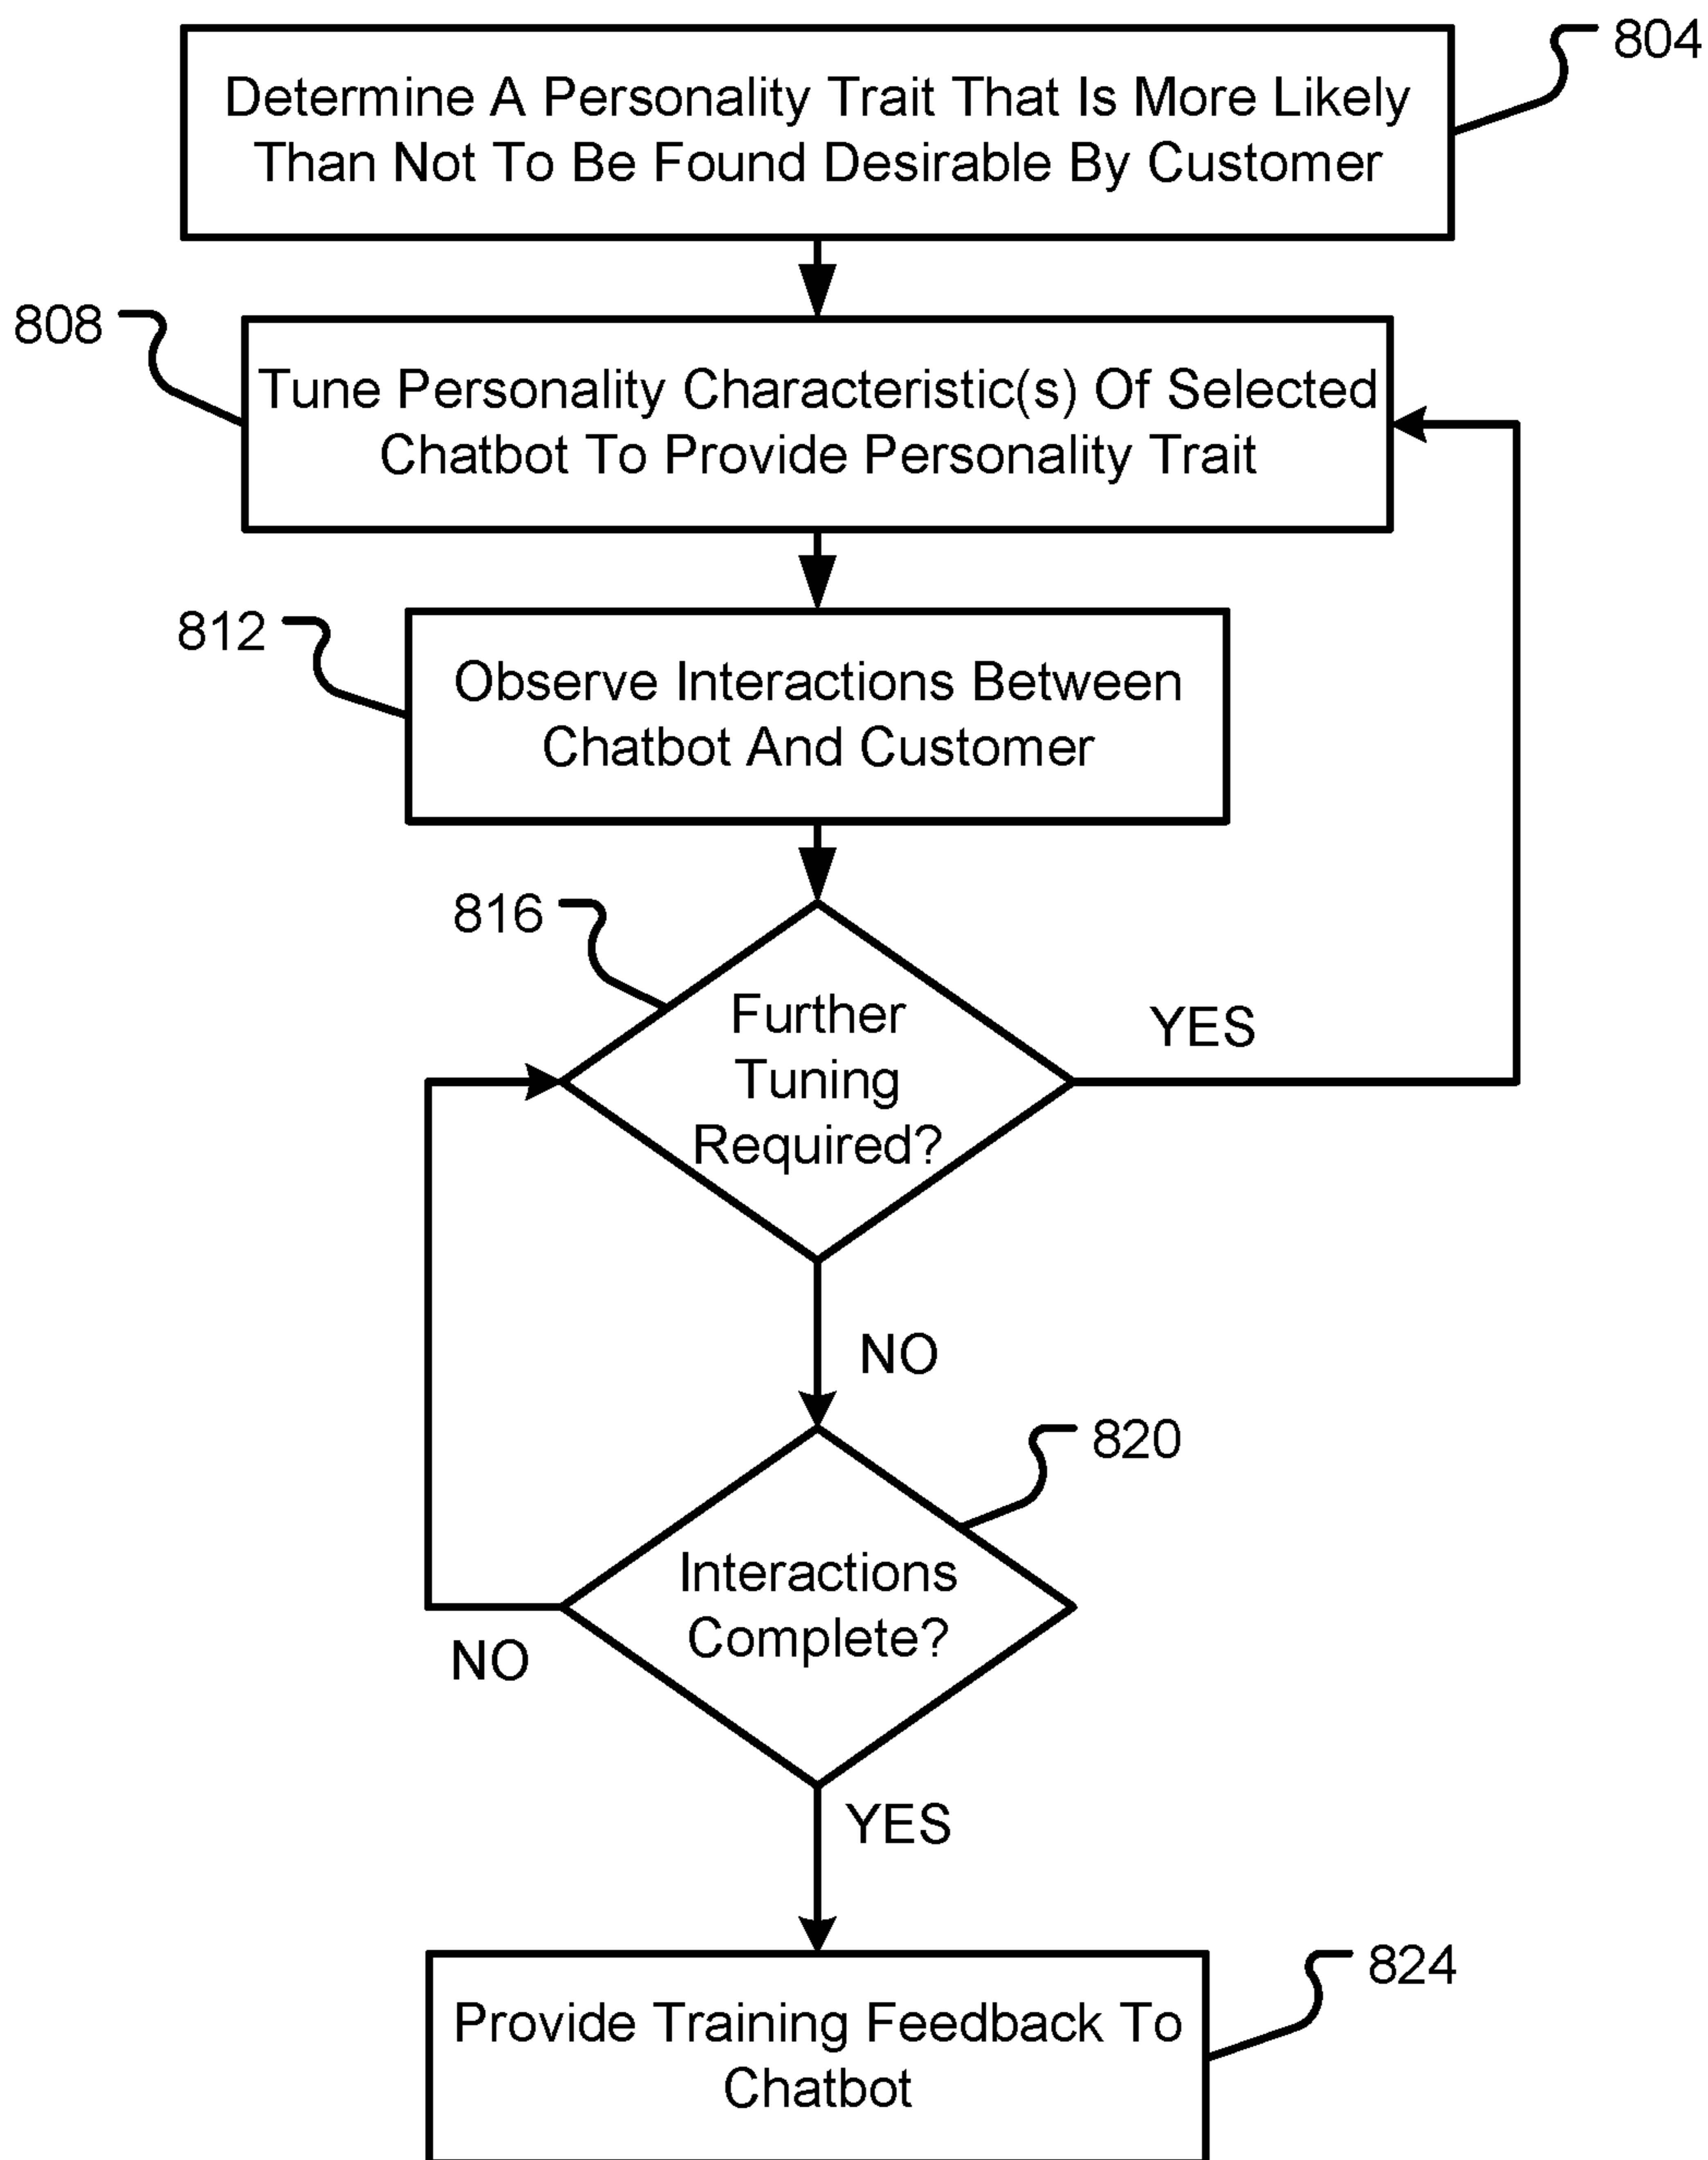 804
Determine A Personality Trait That Is More Likely
Than Not To Be Found Desirable By Customer
808
Tune Personality Characteristic(s) Of Selected
Chatbot To Provide Personality Trait
812
Observe Interactions Between
Chatbot And Customer
816
Further
Tuning
Required?
YES
NO
820
Interactions
Complete?
NO
YES
824
Provide Training Feedback To
Chatbot